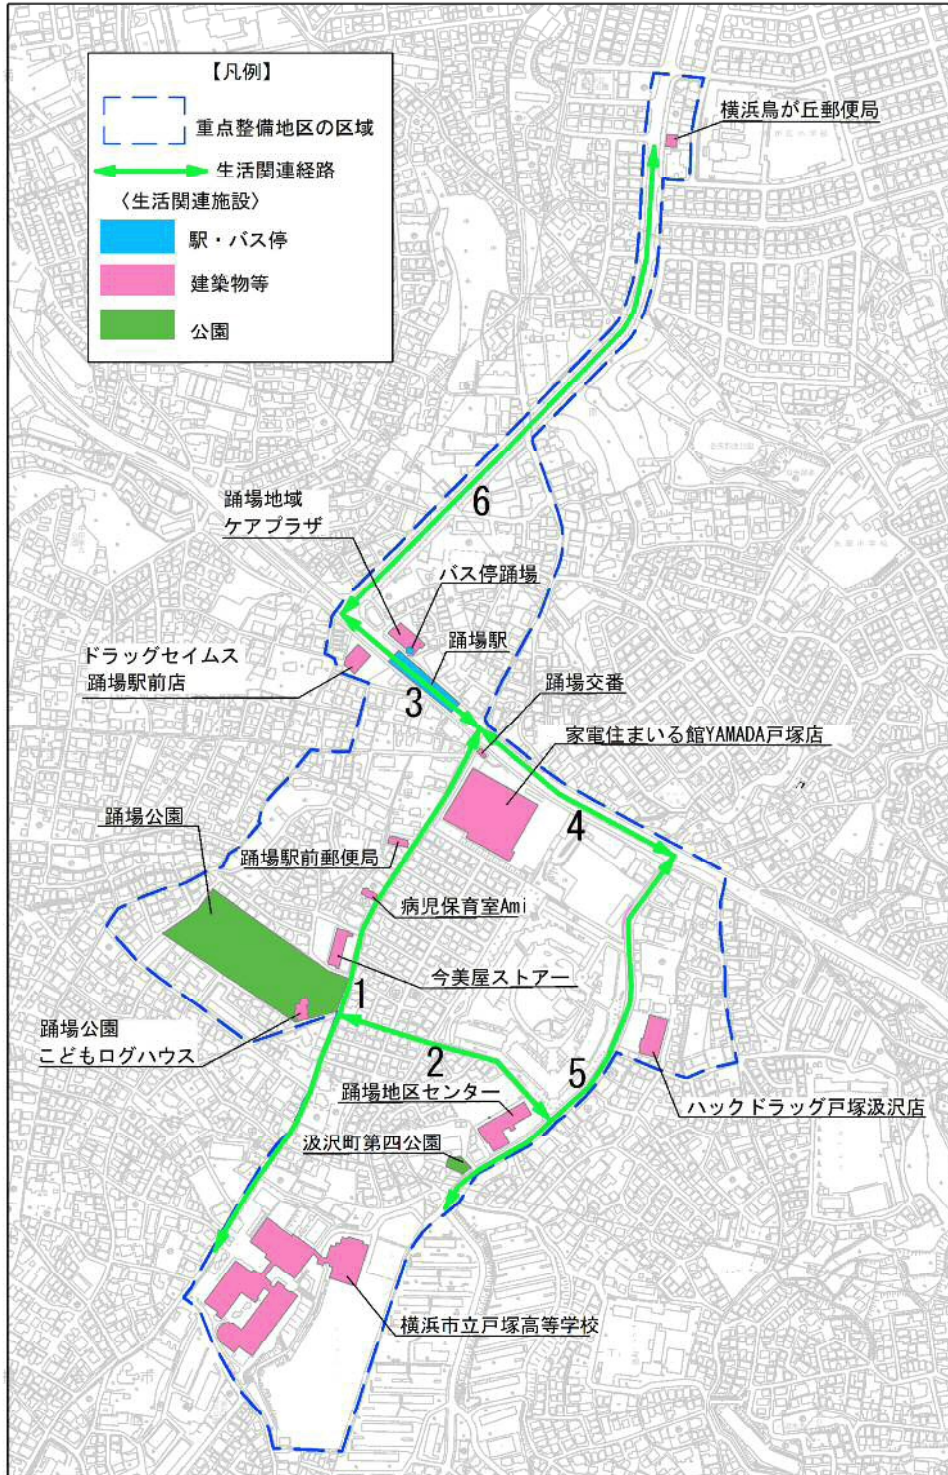 【凡例】
重点整備地区の区域
生活関連経路
〈生活関連施設〉
駅・バス停
建築物等
公園
横浜鳥が丘郵便局
6
踊場地域
ケアプラザ
バス停踊場
踊場駅
ドラッグセイムス
踊場駅前店
3
踊場交番
家電住まいる館YAMADA戸塚店
4
踊場公園
踊場駅前郵便局
病児保育室Ami
今美屋ストアー
1
踊場公園
こどもログハウス
2
5
踊場地区センター
ハックドラッグ戸塚汲沢店
汲沢町第四公園
横浜市立戸塚高等学校